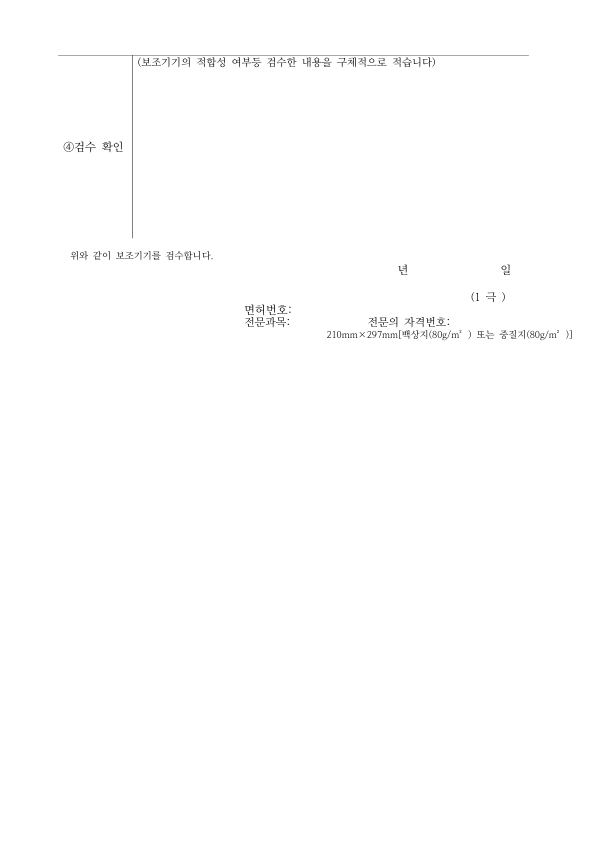 (보조기기의 적합성 여부등 검수한 내용을 구체적으로 적습니다)
④검수 확인
위와 같이 보조기기를 검수합니다.
년 일
(1 극 )
면허번호:
전문과목: 전문의 자격번호:
210mm×297mm[백상지(80g/m² ) 또는 중질지(80g/m² )]